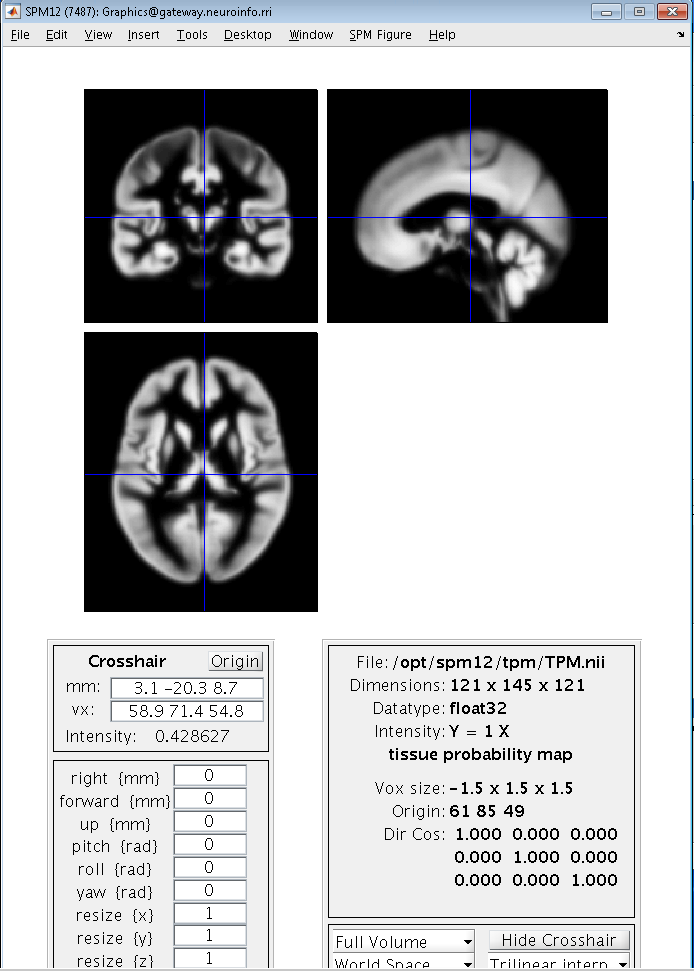 SPM12 (7487): Graphics@gateway.neuroinfo.rri
File Edit View Insert Tools Desktop Window SPM Figure Help
Crosshair Origin
mm: 3.1 -20.3 8.7
vx: 58.9 71.4 54.8
Intensity: 0.428627
right {mm} 0
forward {mm} 0
up {mm} 0
pitch {rad} 0
roll {rad} 0
yaw {rad} 0
resize {x} 1
resize {y} 1
resize {z} 1
File: /opt/spm12/tpm/TPM.nii
Dimensions: 121 x 145 x 121
Datatype: float32
Intensity: Y = 1 X
tissue probability map
Vox size: -1.5 x 1.5 x 1.5
Origin: 61 85 49
Dir Cos: 1.000 0.000 0.000
0.000 1.000 0.000
0.000 0.000 1.000
Full Volume Hide Crosshair
World Space Trilinear interp.